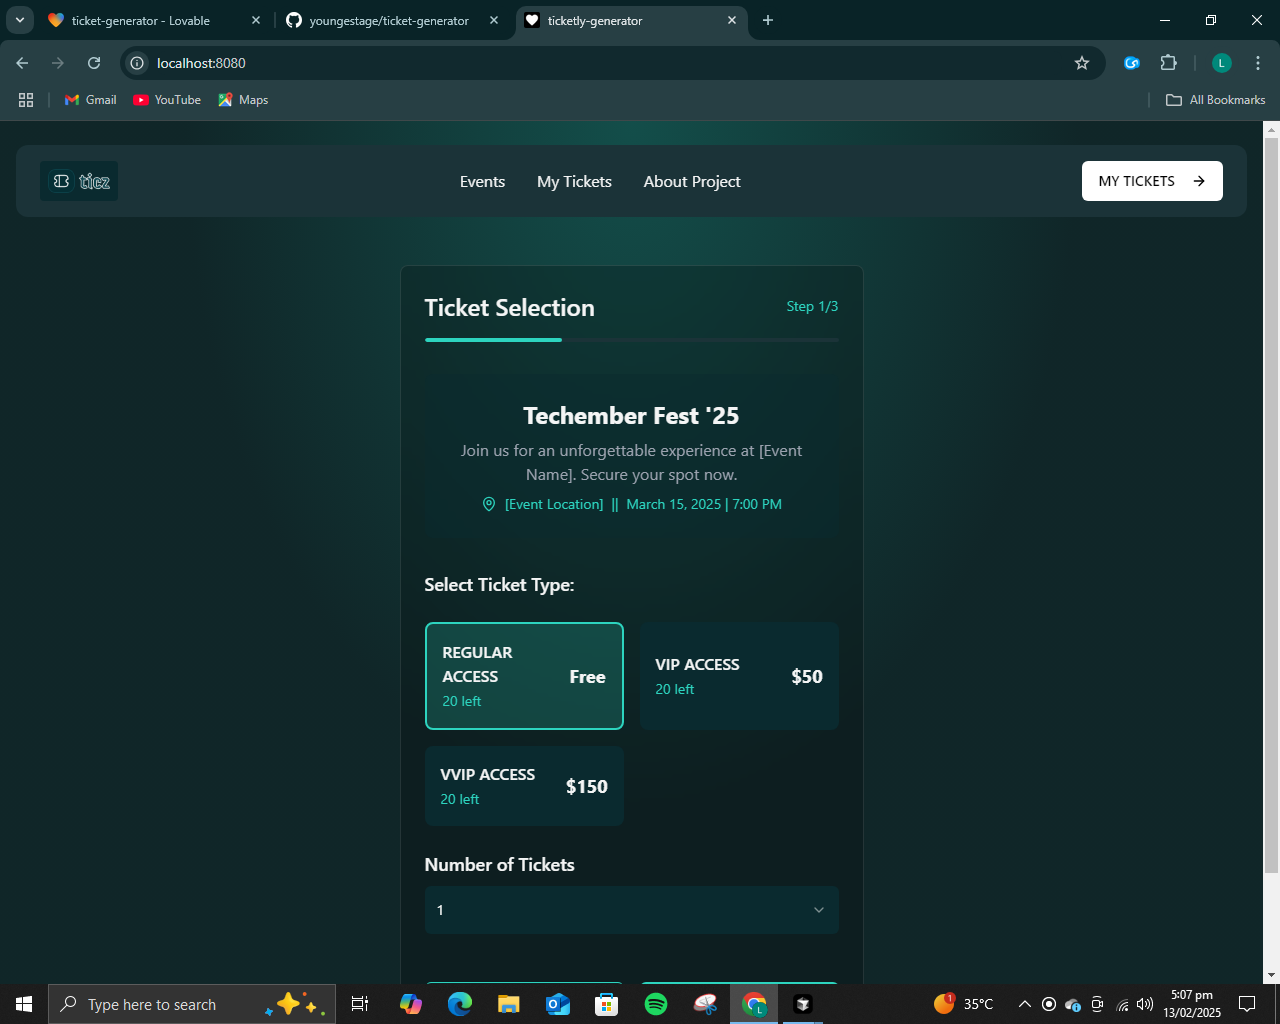 ticket-generator - Lovable
youngestage/ticket-generator
ticketly-generator
localhost:8080
L
Gmail
YouTube
Maps
All Bookmarks
ticz
Events
My Tickets
About Project
MY TICKETS
Ticket Selection
Step 1/3
Techember Fest '25
Join us for an unforgettable experience at [Event
Name]. Secure your spot now.
[Event Location] || March 15, 2025 | 7:00 PM
Select Ticket Type:
REGULAR
ACCESS
20 left
Free
VIP ACCESS
20 left
$50
VVIP ACCESS
20 left
$150
Number of Tickets
1
Type here to search
L
1
35°C
5:07 pm
13/02/2025